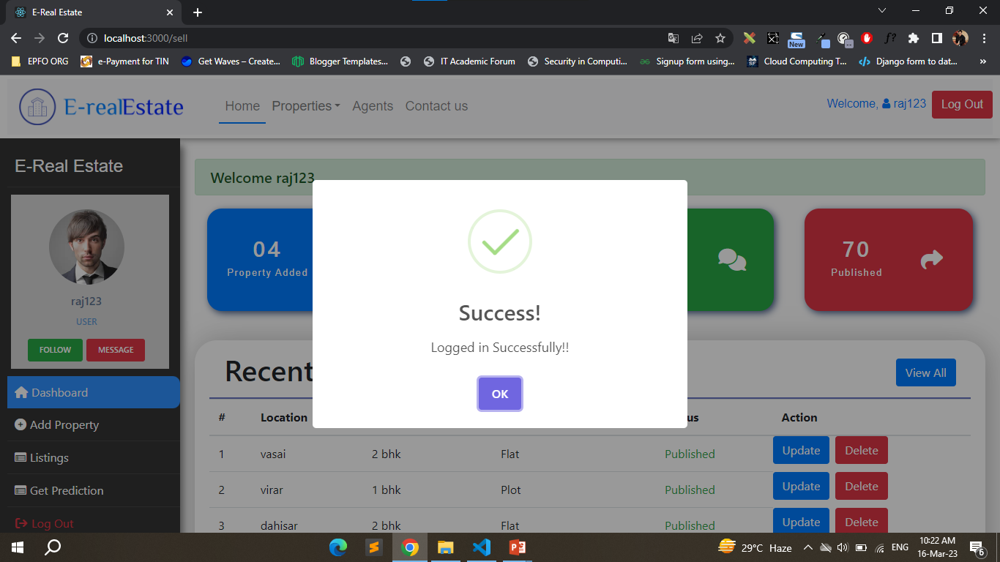 E-Real Estate
localhost:3000/sell
New
f?
EPFO ORG
e-Payment for TIN
Get Waves – Create...
Blogger Templates...
IT Academic Forum
Security in Computi...
Signup form using...
SF
Cloud Computing T...
Django form to dat...
»
E-realEstate
Home
Properties
Agents
Contact us
Welcome, raj123
Log Out
E-Real Estate
raj123
USER
FOLLOW
MESSAGE
Dashboard
Add Property
Listings
Get Prediction
Log Out
Welcome raj123
04
Property Added
70
Published
Success!
Logged in Successfully!!
OK
Recent
View All
# Location us Action
1 vasai 2 bhk Flat Published Update Delete
2 virar 1 bhk Plot Published Update Delete
3 dahisar 2 bhk Flat Published Update Delete
29°C Haze
ENG
10:22 AM
16-Mar-23
6